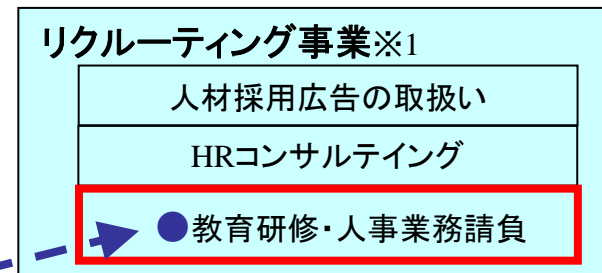 リクルーティング事業※1
人材採用広告の取扱い
HRコンサルテイング
●教育研修・人事業務請負